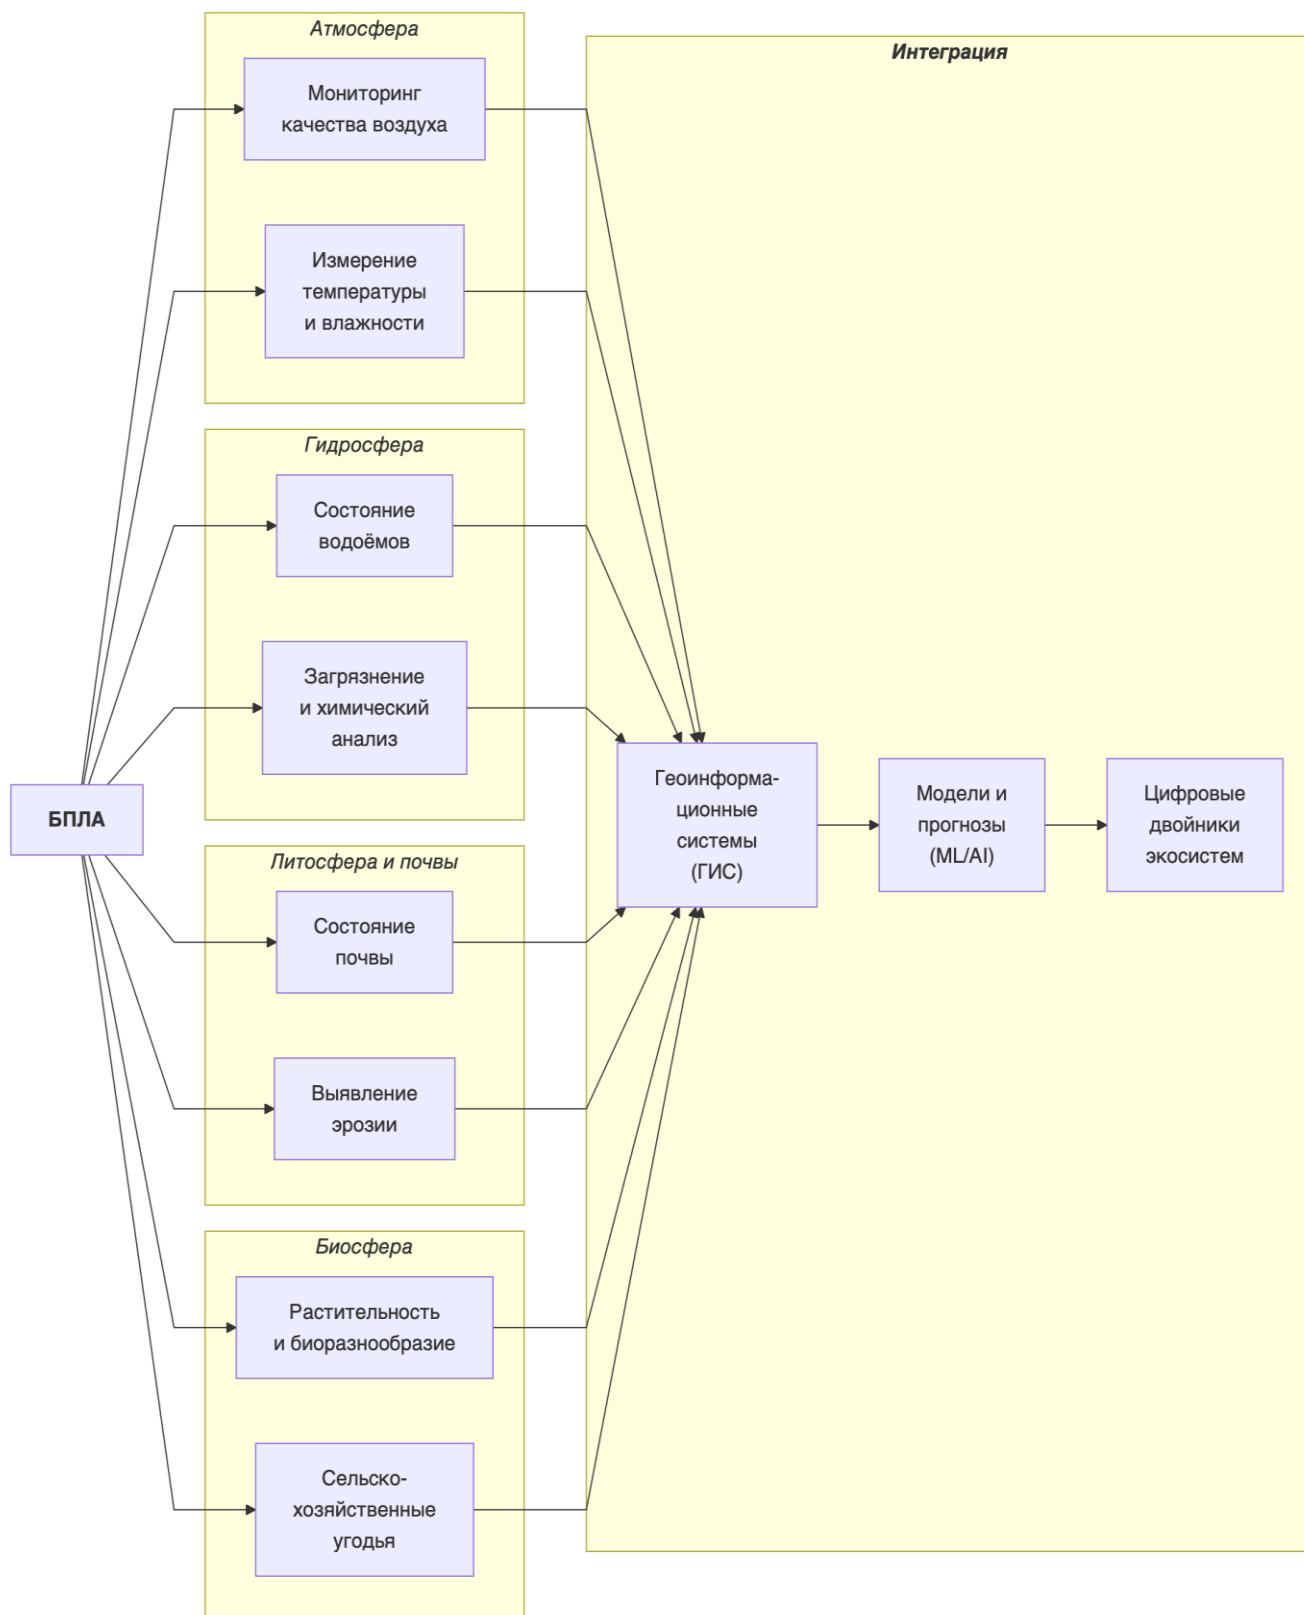 Атмосфера
Мониторинг
качества воздуха
Измерение
температуры
и влажности
Гидросфера
Состояние
водоёмов
Загрязнение
и химический
анализ
БПЛА
Литосфера и почвы
Состояние
почвы
Выявление
эрозии
Биосфера
Растительность
и биоразнообразие
Сельско-
хозяйственные
угодья
Интеграция
Геоинформа-
ционные
системы
(ГИС)
Модели и
прогнозы
(ML/AI)
Цифровые
двойники
экосистем